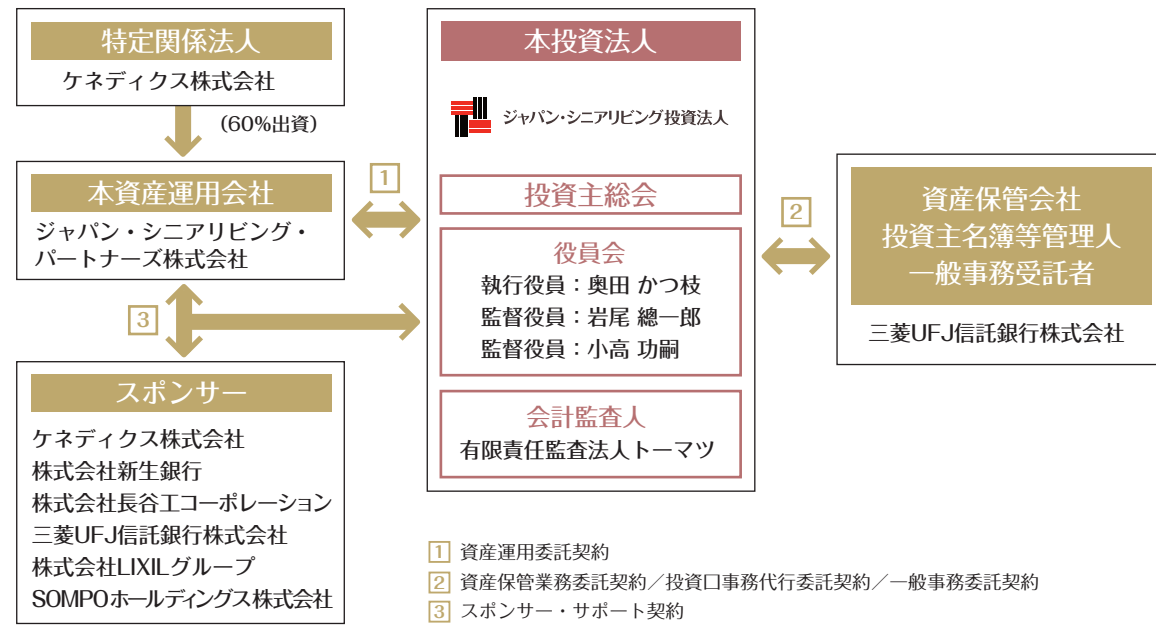 特定関係法人
ケネディクス株式会社
(60%出資)
本資産運用会社
ジャパン・シニアリビング・
パートナーズ株式会社
1
3
スポンサー
ケネディクス株式会社
株式会社新生銀行
株式会社長谷工コーポレーション
三菱UFJ信託銀行株式会社
株式会社LIXILグループ
SOMPOホールディングス株式会社
本投資法人
ジャパン・シニアリビング投資法人
投資主総会
役員会
執行役員：奥田 かつ枝
監督役員：岩尾 總一郎
監督役員：小高 功嗣
会計監査人
有限責任監査法人トーマツ
2
資産保管会社
投資主名簿等管理人
一般事務受託者
三菱UFJ信託銀行株式会社
1 資産運用委託契約
2 資産保管業務委託契約／投資口事務代行委託契約／一般事務委託契約
3 スポンサー・サポート契約